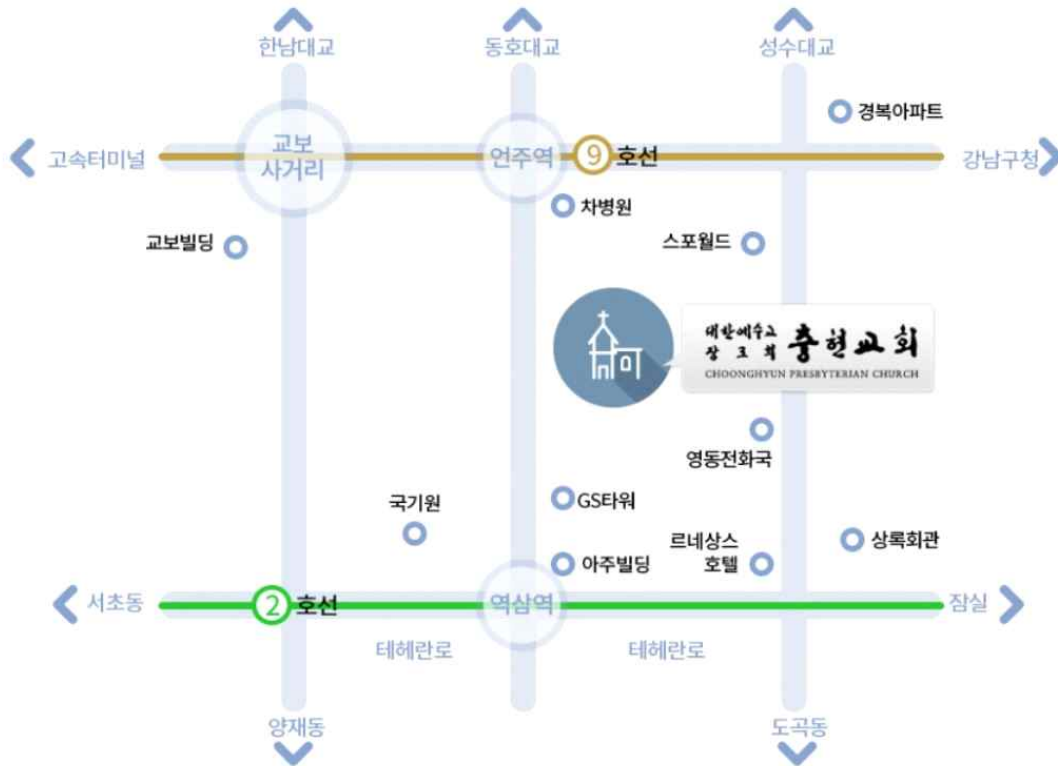 한남대교
동호대교
성수대교
경복아파트
고속터미널
교보
사거리
언주역
9 호선
강남구청
차병원
교보빌딩
스포월드
대한예수교
장로회
충현교회
CHOONGHYUN PRESBYTERIAN CHURCH
영동전화국
GS타워
국기원
르네상스
호텔
상록회관
아주빌딩
서초동
2 호선
역삼역
잠실
테헤란로
테헤란로
양재동
도곡동